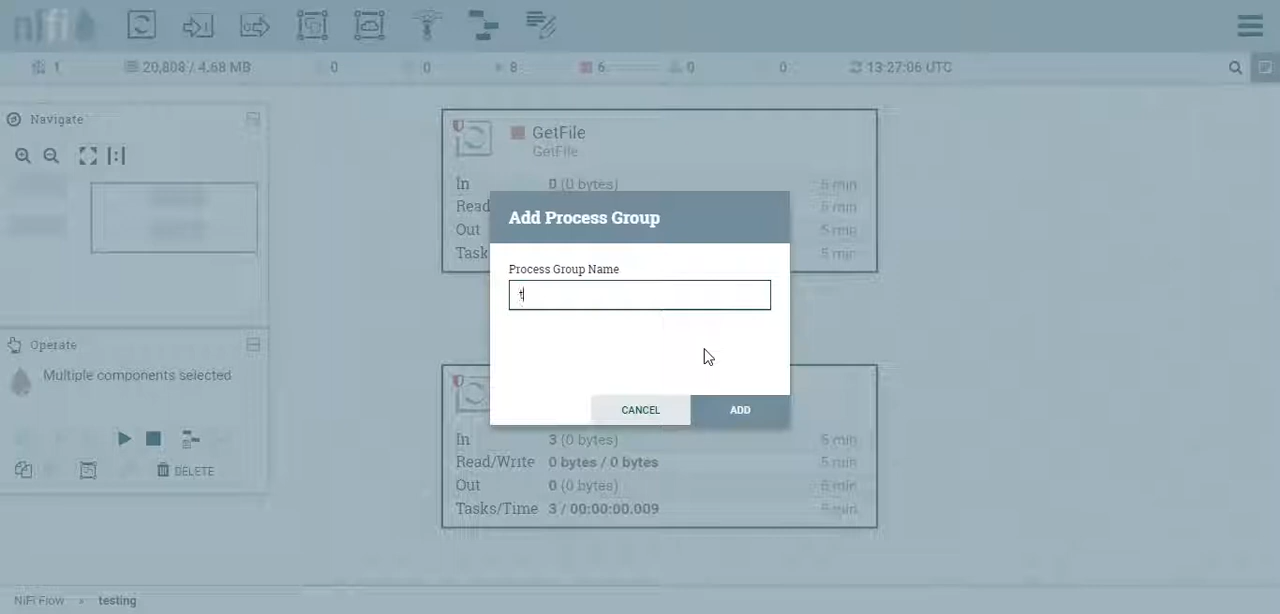 nifi
1 20,808 / 4.68 MB 0 0 8 6 0 0 13:27:06 UTC
Navigate
GetFile
GetFile
In 0 (0 bytes) 5 min
Read 5 min
Out 5 min
Task 5 min
Add Process Group
Process Group Name
t
CANCEL ADD
Operate
Multiple components selected
DELETE
In 3 (0 bytes) 5 min
Read/Write 0 bytes / 0 bytes 5 min
Out 0 (0 bytes) 5 min
Tasks/Time 3 / 00:00:00.009 5 min
NiFi Flow » testing